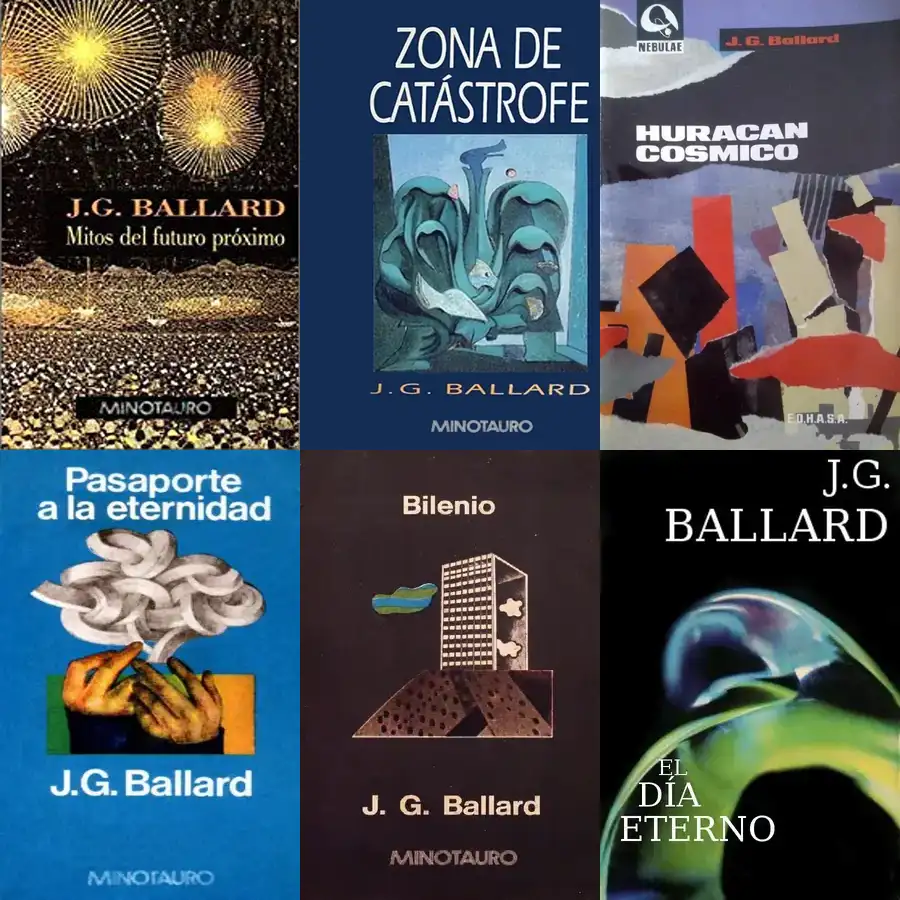 J.G. BALLARD
Mitos del futuro próximo
MINOTAURO
ZONA DE
CATÁSTROFE
J.G. BALLARD
MINOTAURO
NEBULAE
J. G. Ballard
HURACAN
COSMICO
E.D.H.A.S.A.
Pasaporte
a la eternidad
J.G. Ballard
MINOTAURO
Bilenio
J. G. Ballard
MINOTAURO
J.G.
BALLARD
EL
DÍA
ETERNO